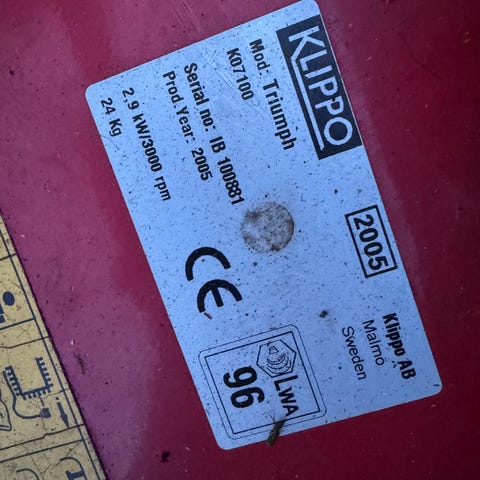 KLIPPO
Mod: Triumph
K07100
Serial no: IB 100881
Prod.Year: 2005
2,9 kW/3000 rpm
24 Kg
2005
Klippo AB
Malmö
Sweden
LWA
96
CE